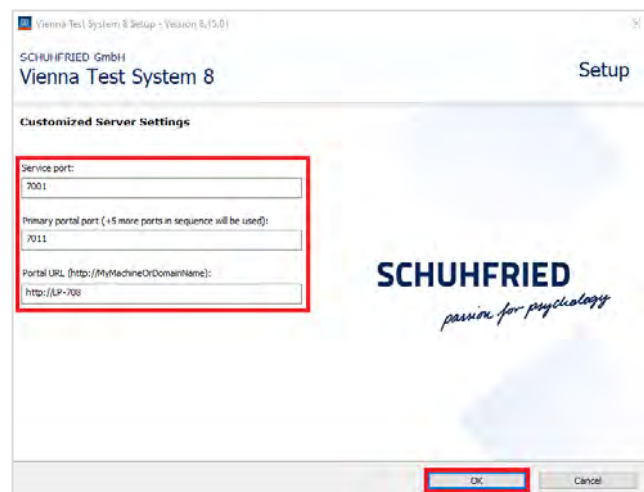 Vienna Test System 8 Setup - Version 8.15.01
SCHUHFRIED GmbH
Vienna Test System 8
Setup
Customized Server Settings
Service port:
7001
Primary portal port (+5 more ports in sequence will be used):
7011
Portal URL (http://MyMachineOrDomainName):
http://LP-708
SCHUHFRIED
passion for psychology
OK
Cancel